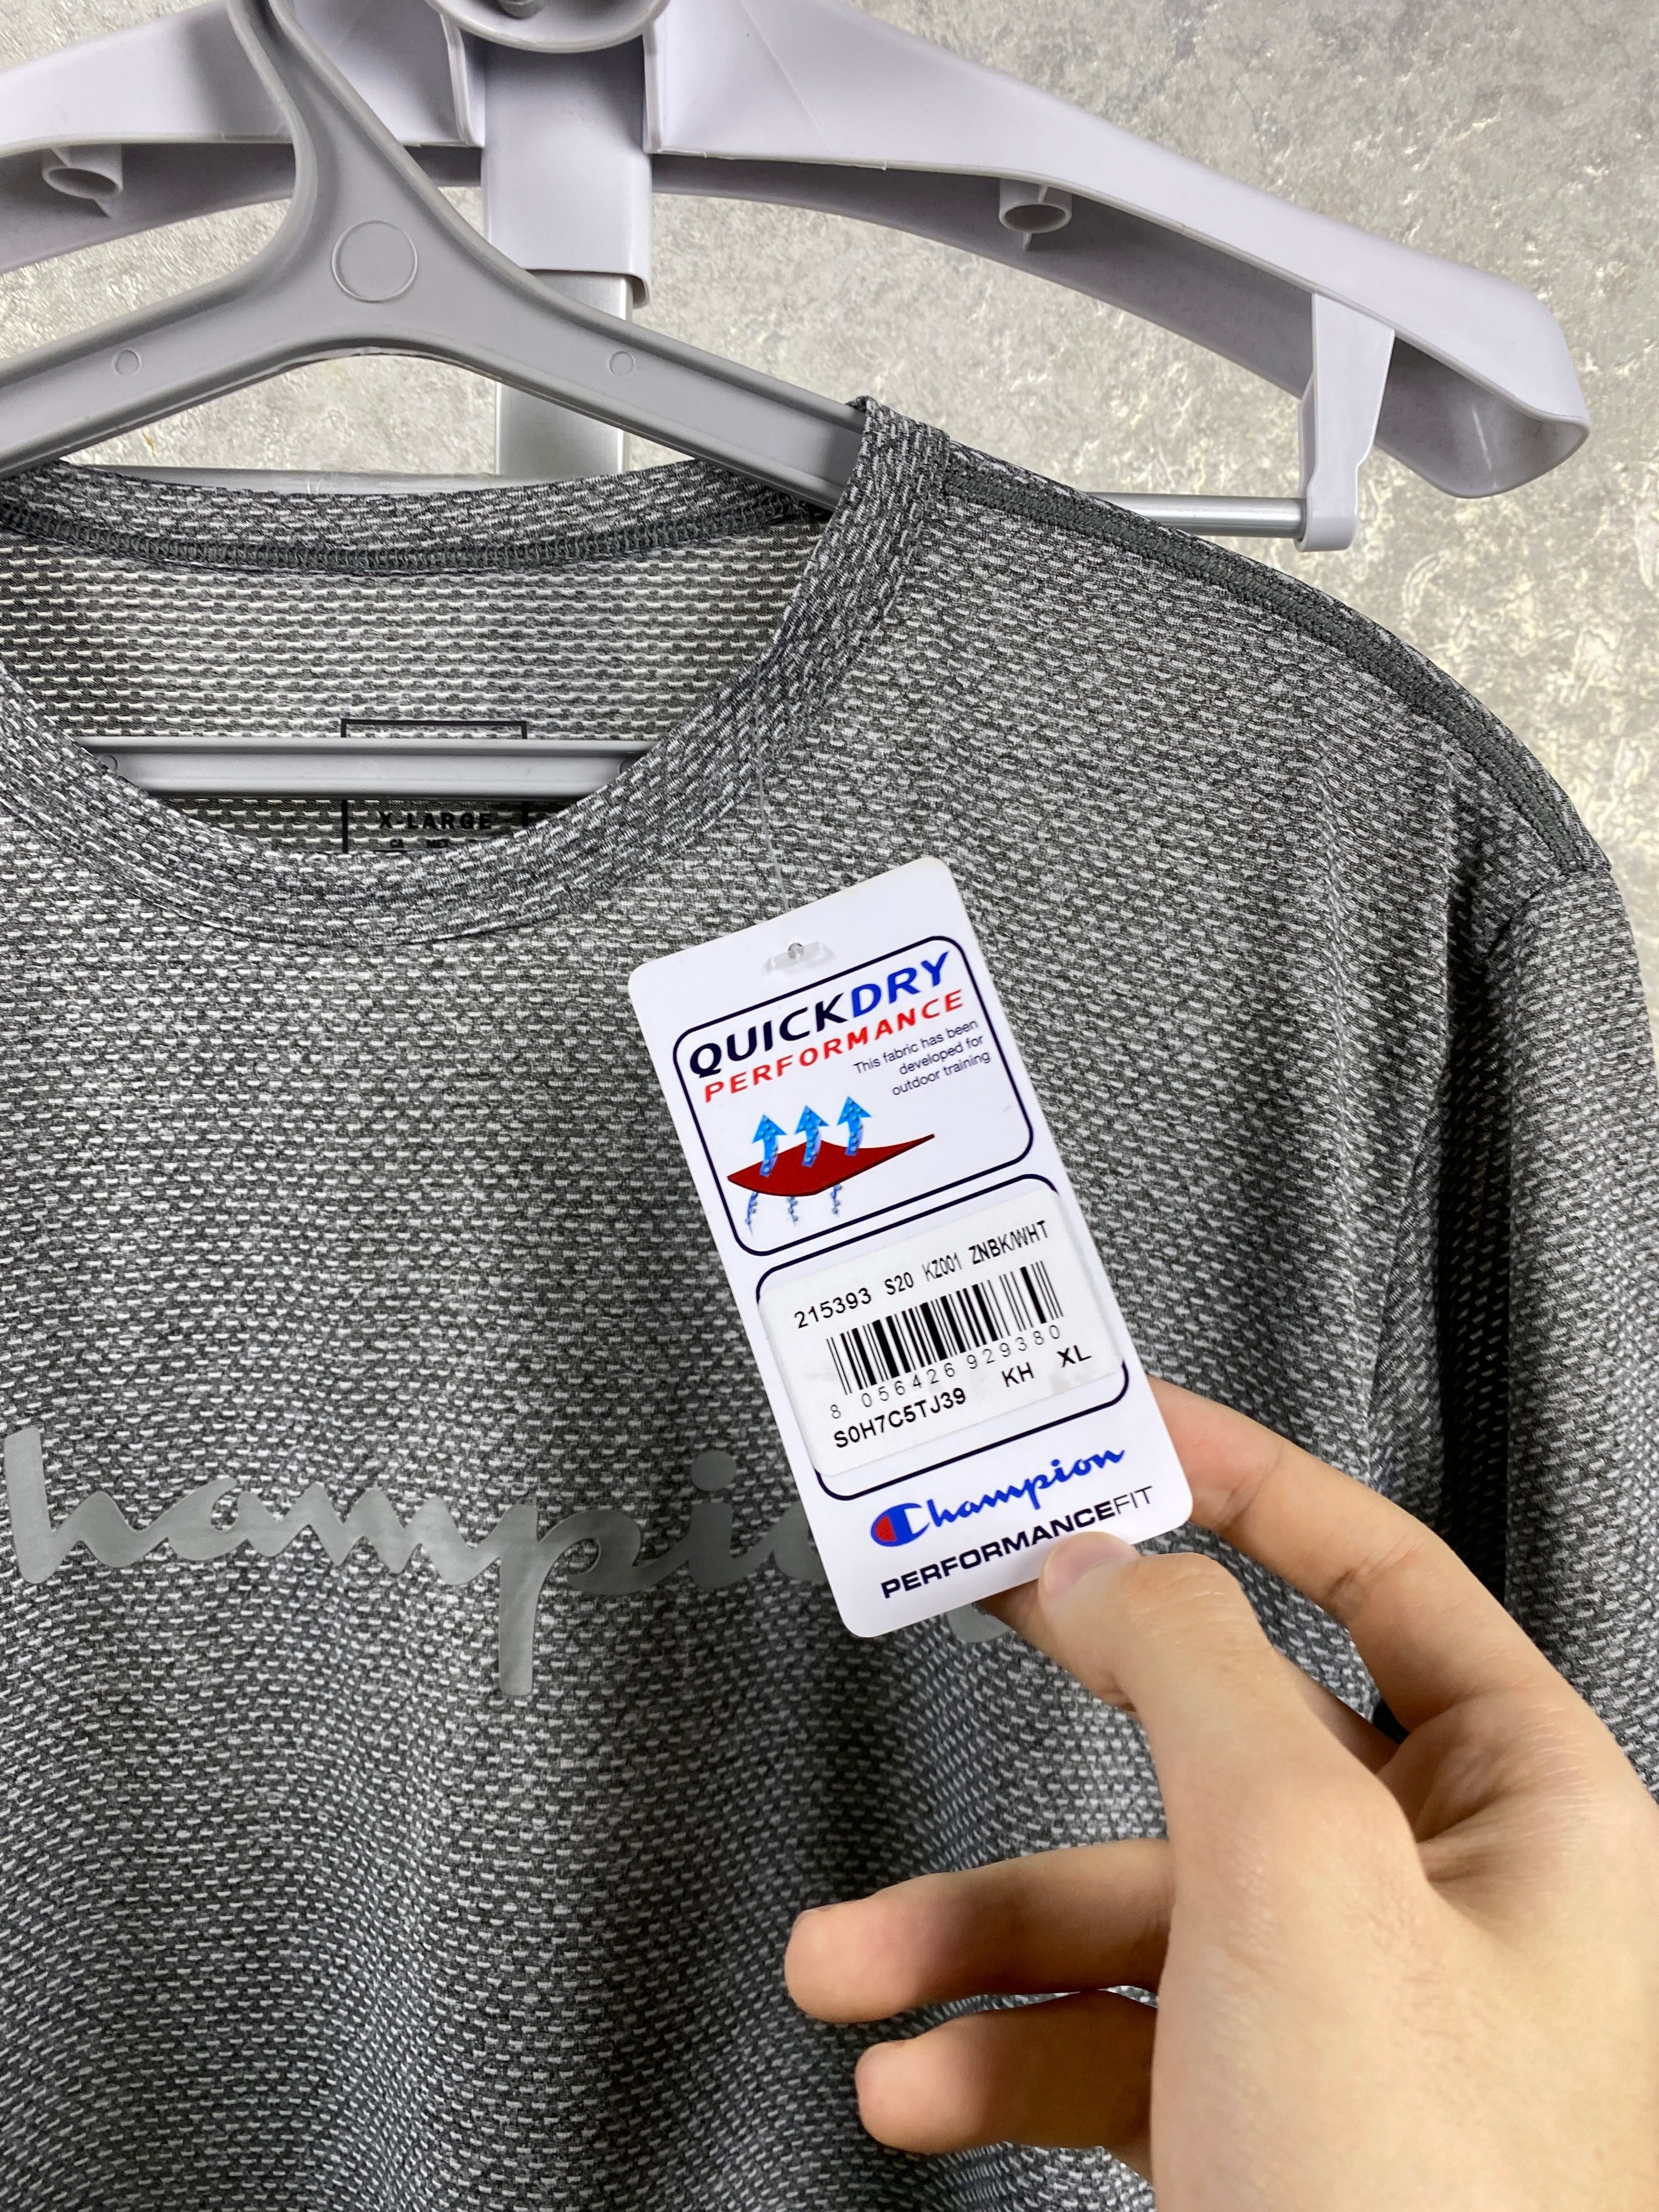 X-LARGE
QUICKDRY
PERFORMANCE
This fabric has been
developed for
outdoor training
215393 S20 KZ001 ZNBK/WHT
8 056426 929380
S0H7C5TJ39 KH XL
Champion
PERFORMANCEFIT